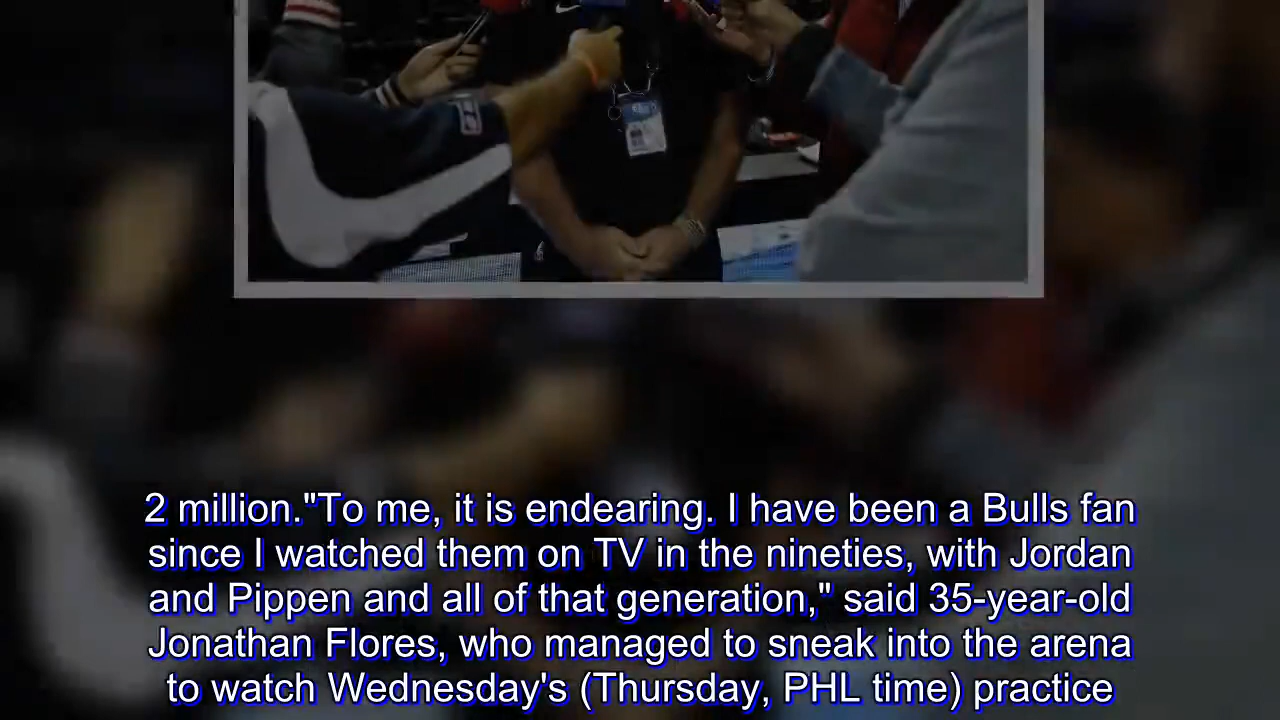 2 million."To me, it is endearing. I have been a Bulls fan
since I watched them on TV in the nineties, with Jordan
and Pippen and all of that generation," said 35-year-old
Jonathan Flores, who managed to sneak into the arena
to watch Wednesday's (Thursday, PHL time) practice